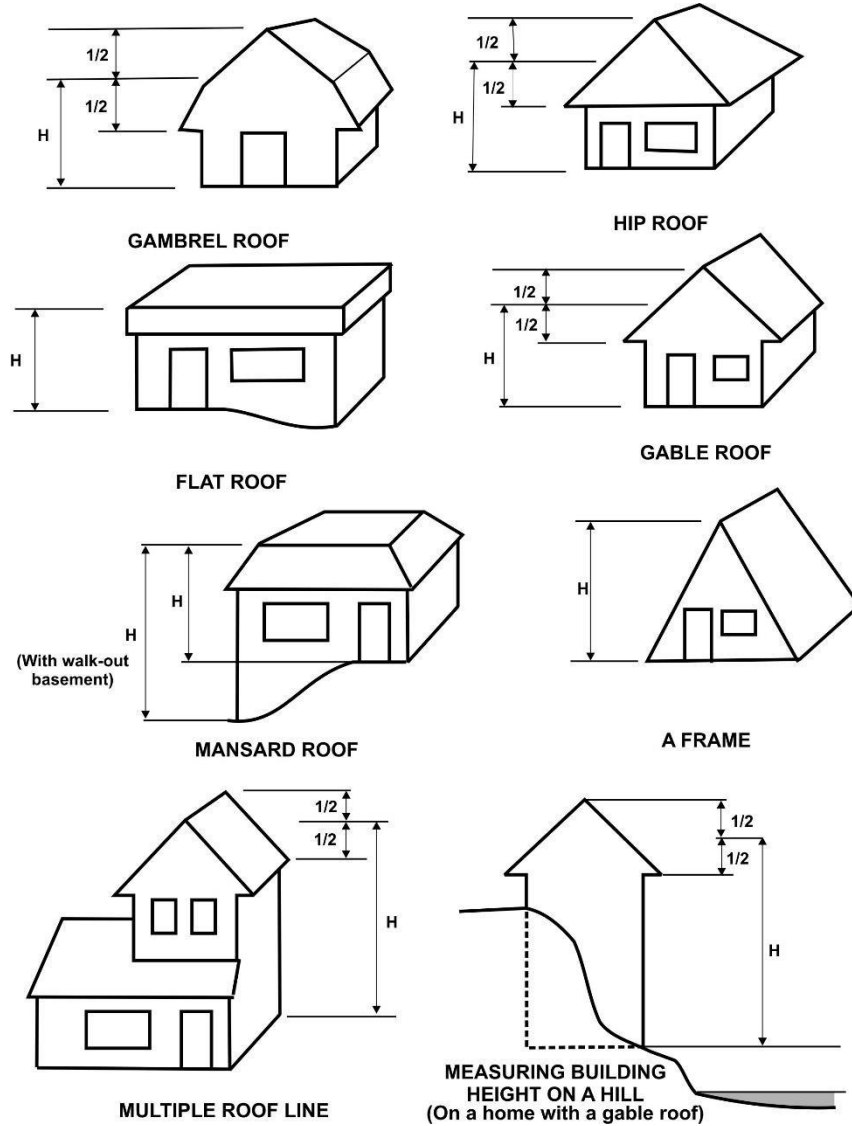 1/2
1/2
H
GAMBREL ROOF
1/2
1/2
H
HIP ROOF
H
FLAT ROOF
1/2
1/2
H
GABLE ROOF
H
H
(With walk-out
basement)
MANSARD ROOF
H
A FRAME
1/2
1/2
H
MULTIPLE ROOF LINE
1/2
1/2
H
MEASURING BUILDING
HEIGHT ON A HILL
(On a home with a gable roof)